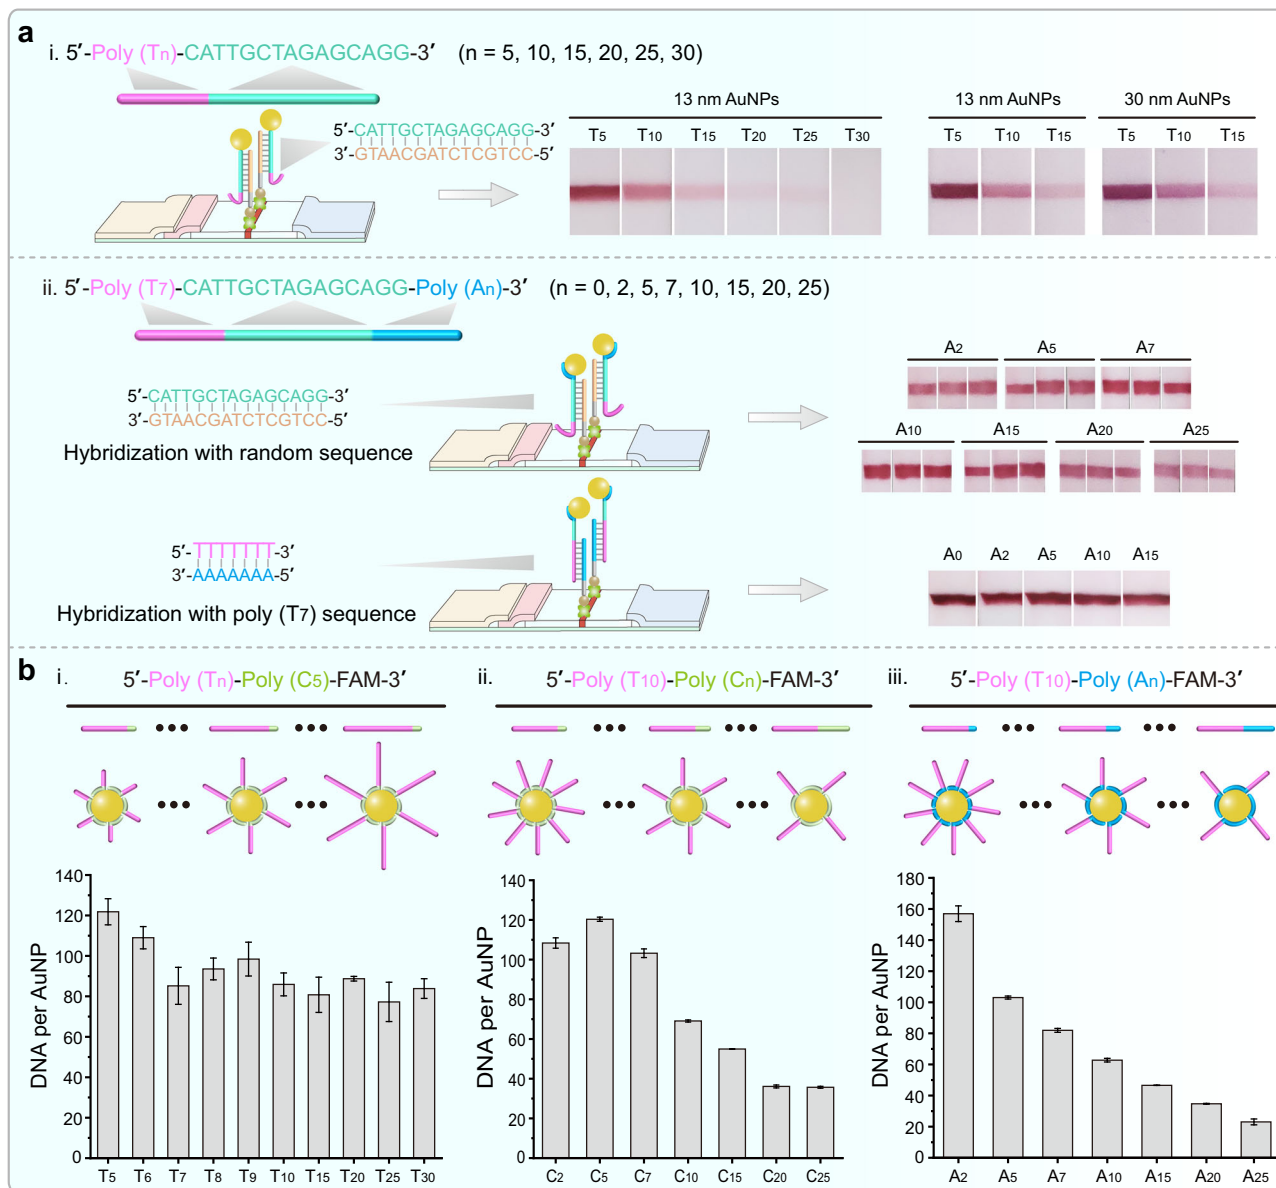 a
i. 5′-Poly (Tn)-CATTGCTAGAGCAGG-3′ (n = 5, 10, 15, 20, 25, 30)
13 nm AuNPs
13 nm AuNPs
30 nm AuNPs
T5 T10 T15 T20 T25 T30
T5 T10 T15
T5 T10 T15
5′-CATTGCTAGAGCAGG-3′
3′-GTAACGATCTCGTCC-5′
ii. 5′-Poly (T7)-CATTGCTAGAGCAGG-Poly (An)-3′ (n = 0, 2, 5, 7, 10, 15, 20, 25)
A2 A5 A7
5′-CATTGCTAGAGCAGG-3′
3′-GTAACGATCTCGTCC-5′
Hybridization with random sequence
A10 A15 A20 A25
5′-TTTTTTT-3′
3′-AAAAAAA-5′
Hybridization with poly (T7) sequence
A0 A2 A5 A10 A15
b
i. 5′-Poly (Tn)-Poly (C5)-FAM-3′
ii. 5′-Poly (T10)-Poly (Cn)-FAM-3′
iii. 5′-Poly (T10)-Poly (An)-FAM-3′
DNA per AuNP
140
120
100
80
60
40
20
0
T5 T6 T7 T8 T9 T10 T15 T20 T25 T30
DNA per AuNP
140
120
100
80
60
40
20
0
C2 C5 C7 C10 C15 C20 C25
DNA per AuNP
180
160
140
120
100
80
60
40
20
0
A2 A5 A7 A10 A15 A20 A25